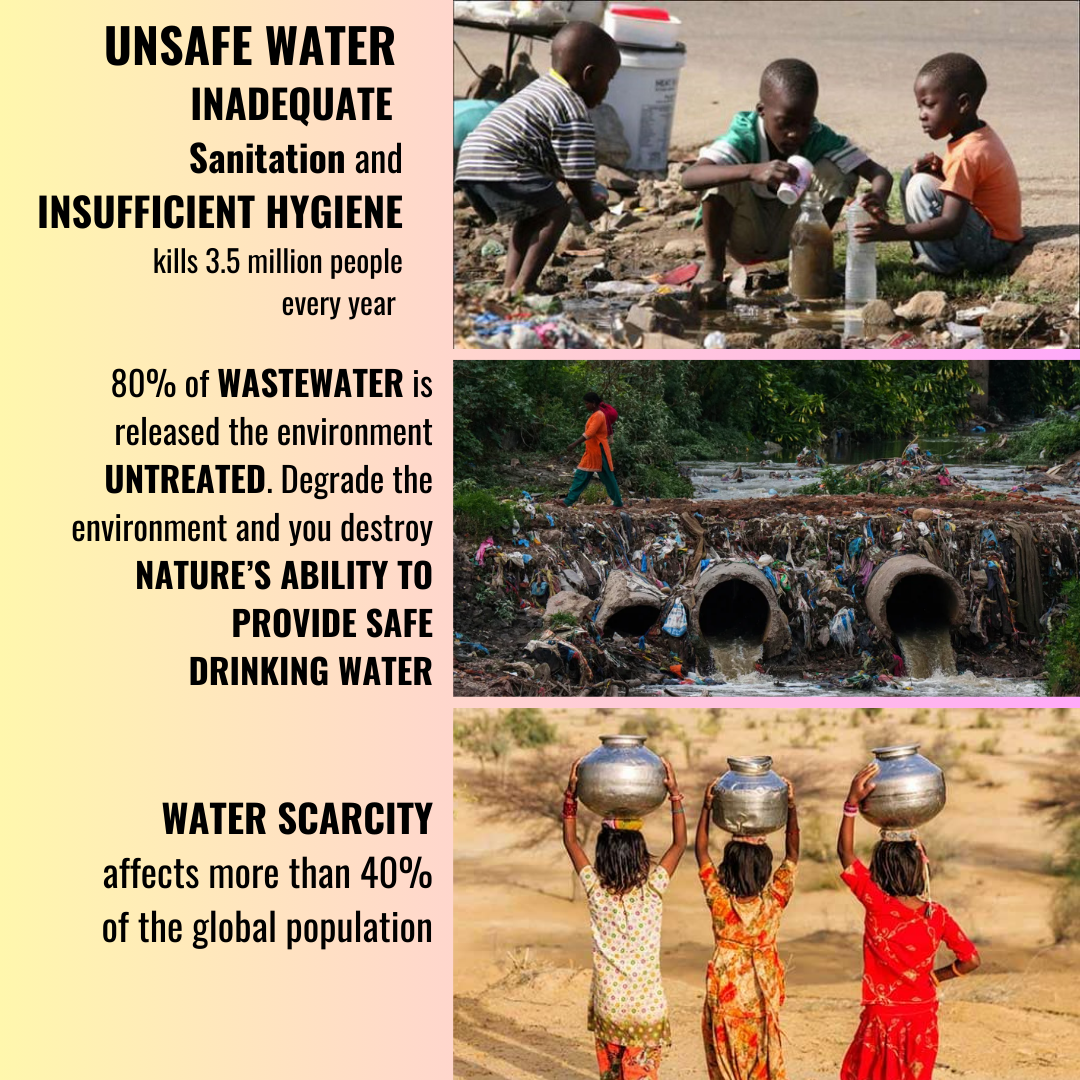 UNSAFE WATER
INADEQUATE
Sanitation and
INSUFFICIENT HYGIENE
kills 3.5 million people
every year
80% of WASTEWATER is
released the environment
UNTREATED. Degrade the
environment and you destroy
NATURE'S ABILITY TO
PROVIDE SAFE
DRINKING WATER
WATER SCARCITY
affects more than 40%
of the global population